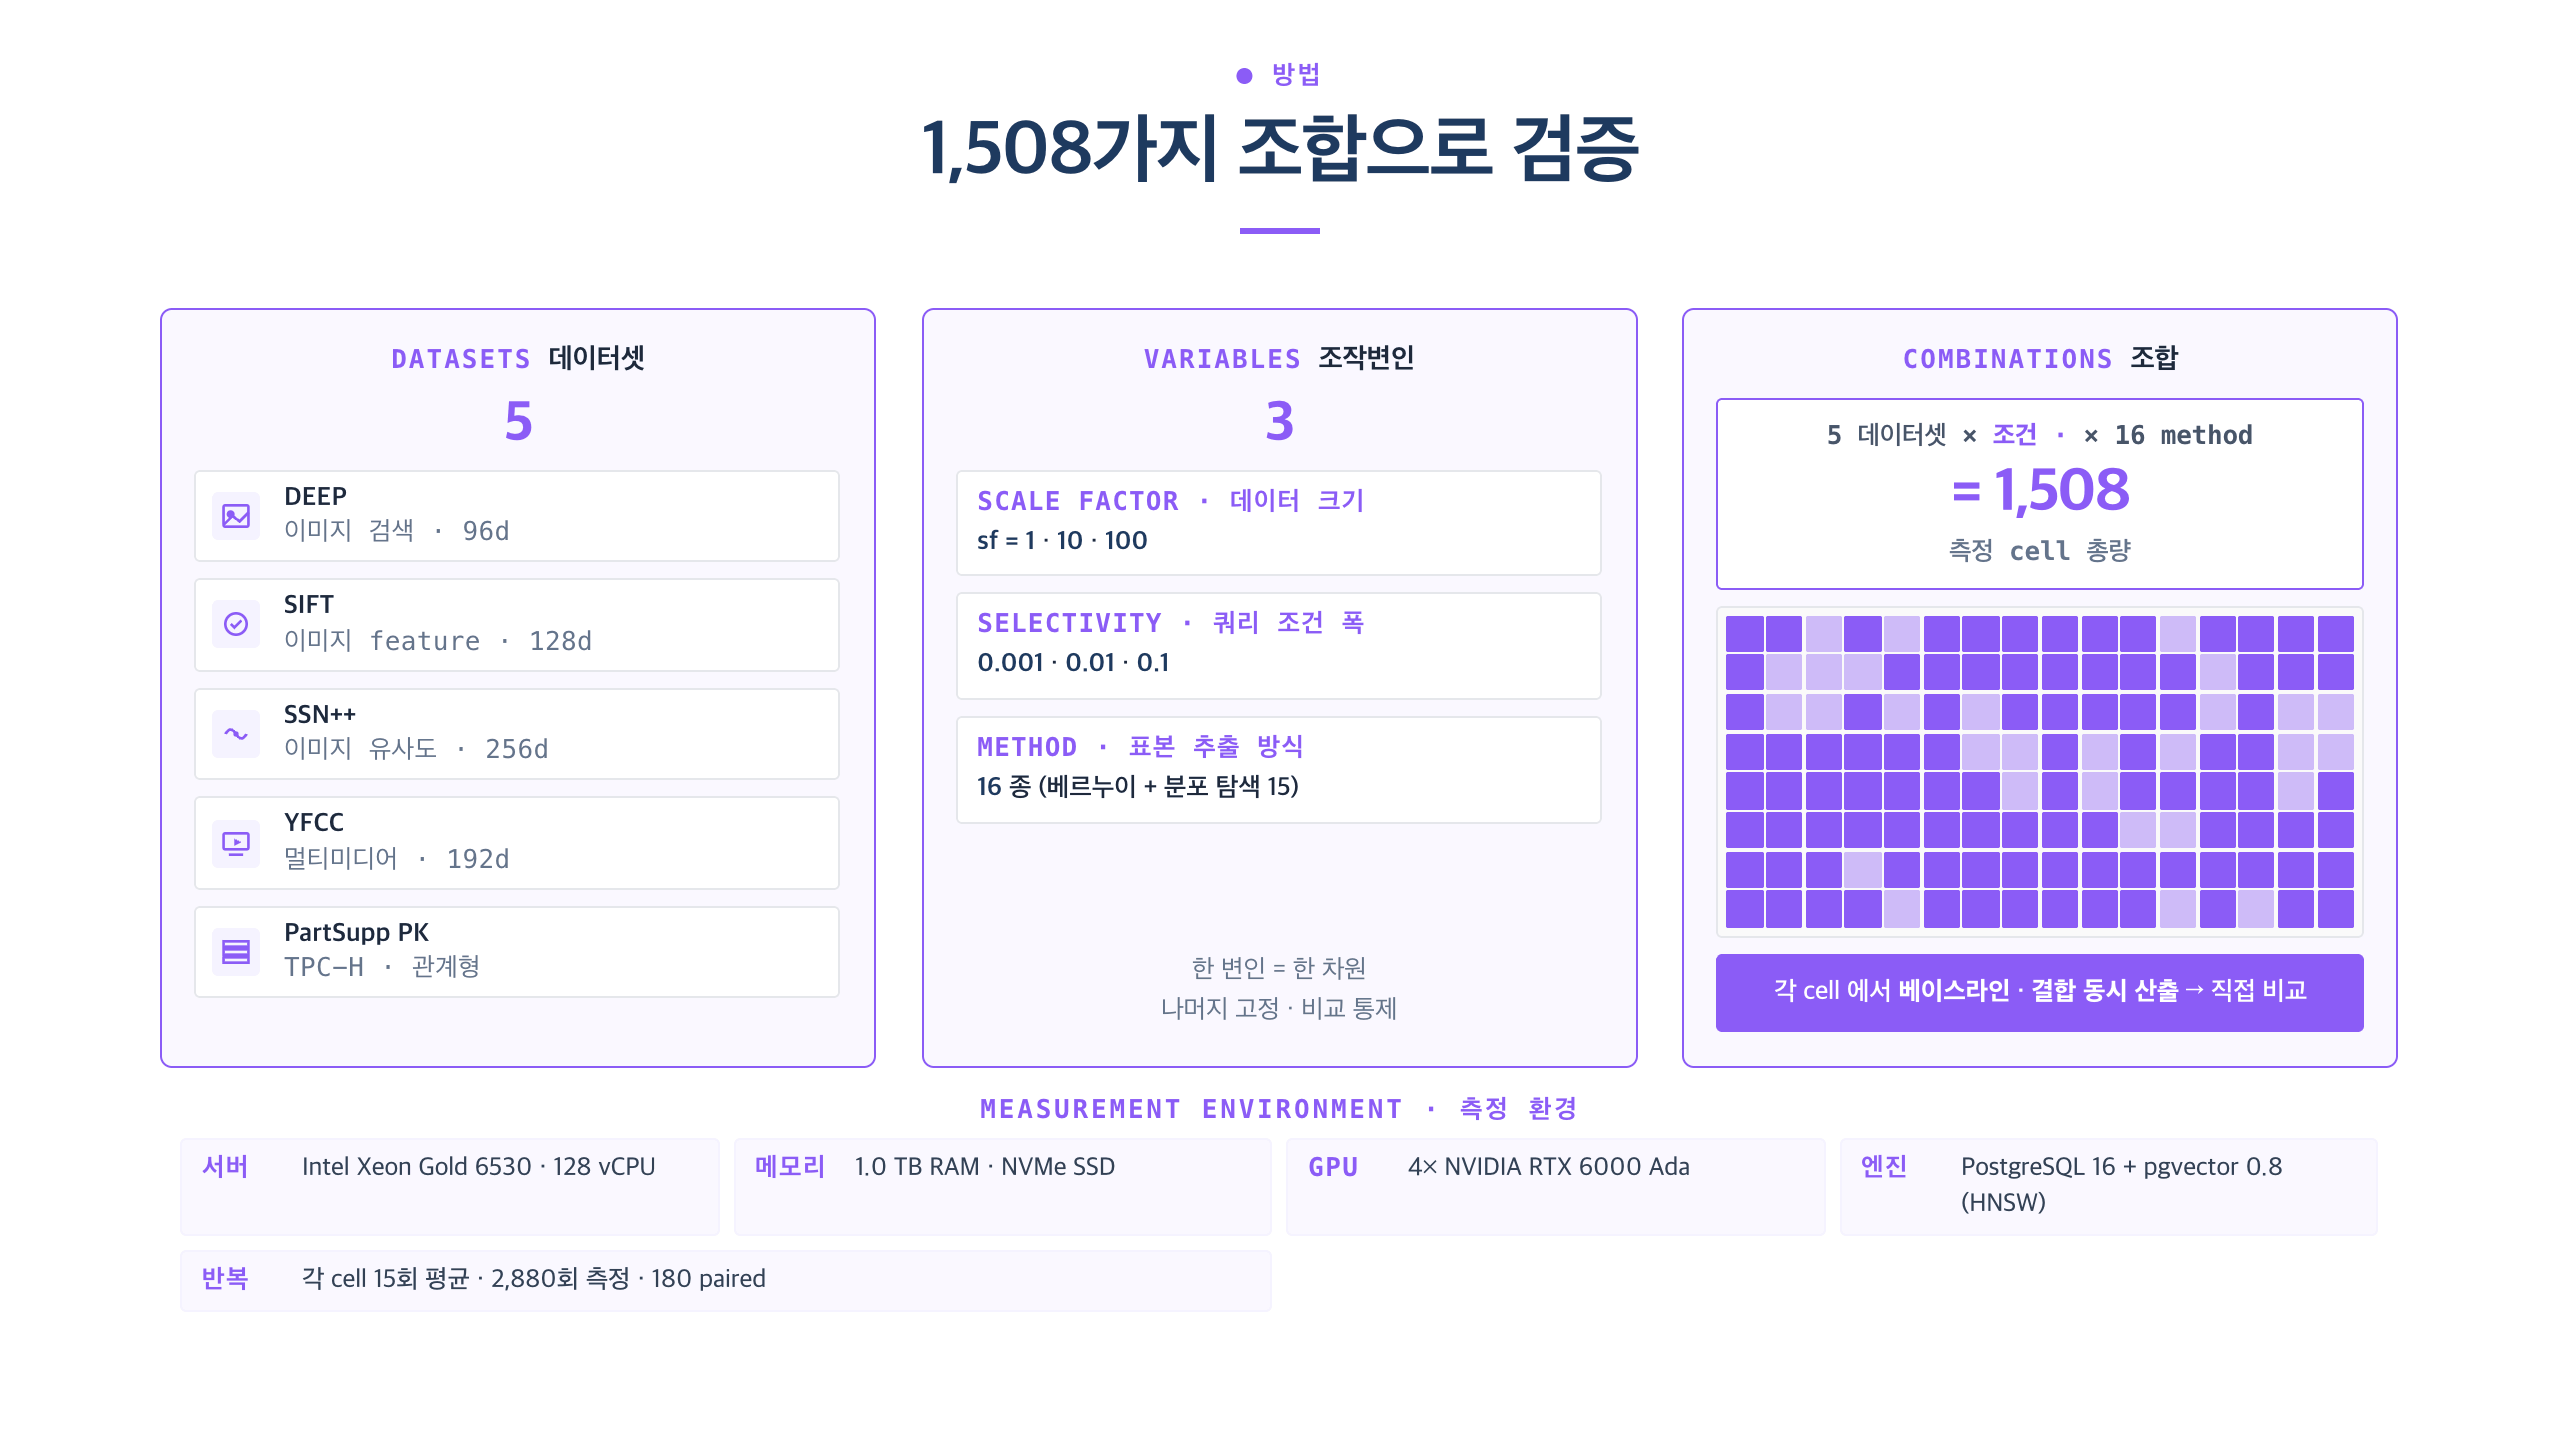 방법
1,508가지 조합으로 검증
DATASETS 데이터셋
5
DEEP
이미지 검색 · 96d
SIFT
이미지 feature · 128d
SSN++
이미지 유사도 · 256d
YFCC
멀티미디어 · 192d
PartSupp PK
TPC-H · 관계형
VARIABLES 조작변인
3
SCALE FACTOR · 데이터 크기
sf = 1 · 10 · 100
SELECTIVITY · 쿼리 조건 폭
0.001 · 0.01 · 0.1
METHOD · 표본 추출 방식
16 종 (베르누이 + 분포 탐색 15)
한 변인 = 한 차원
나머지 고정 · 비교 통제
COMBINATIONS 조합
5 데이터셋 × 조건 · × 16 method
= 1,508
측정 cell 총량
각 cell 에서 베이스라인 · 결합 동시 산출 → 직접 비교
MEASUREMENT ENVIRONMENT · 측정 환경
서버 Intel Xeon Gold 6530 · 128 vCPU
메모리 1.0 TB RAM · NVMe SSD
GPU 4× NVIDIA RTX 6000 Ada
엔진 PostgreSQL 16 + pgvector 0.8
(HNSW)
반복 각 cell 15회 평균 · 2,880회 측정 · 180 paired